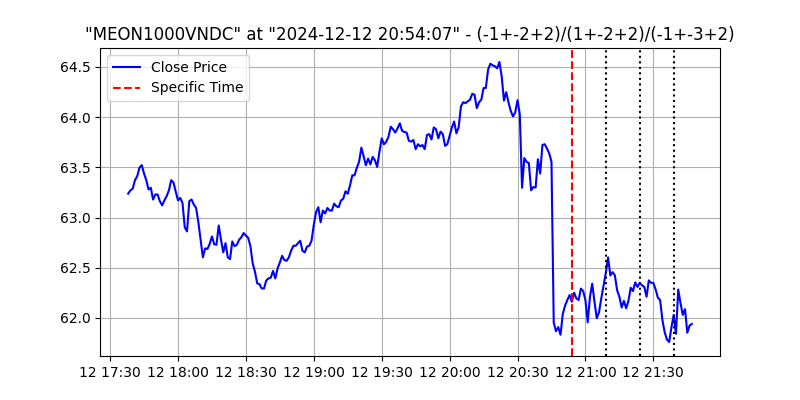 "MEON1000VNDC" at "2024-12-12 20:54:07" - (-1+-2+2)/(1+-2+2)/(-1+-3+2)
Close Price
Specific Time
64.5
64.0
63.5
63.0
62.5
62.0
12 17:30 12 18:00 12 18:30 12 19:00 12 19:30 12 20:00 12 20:30 12 21:00 12 21:30